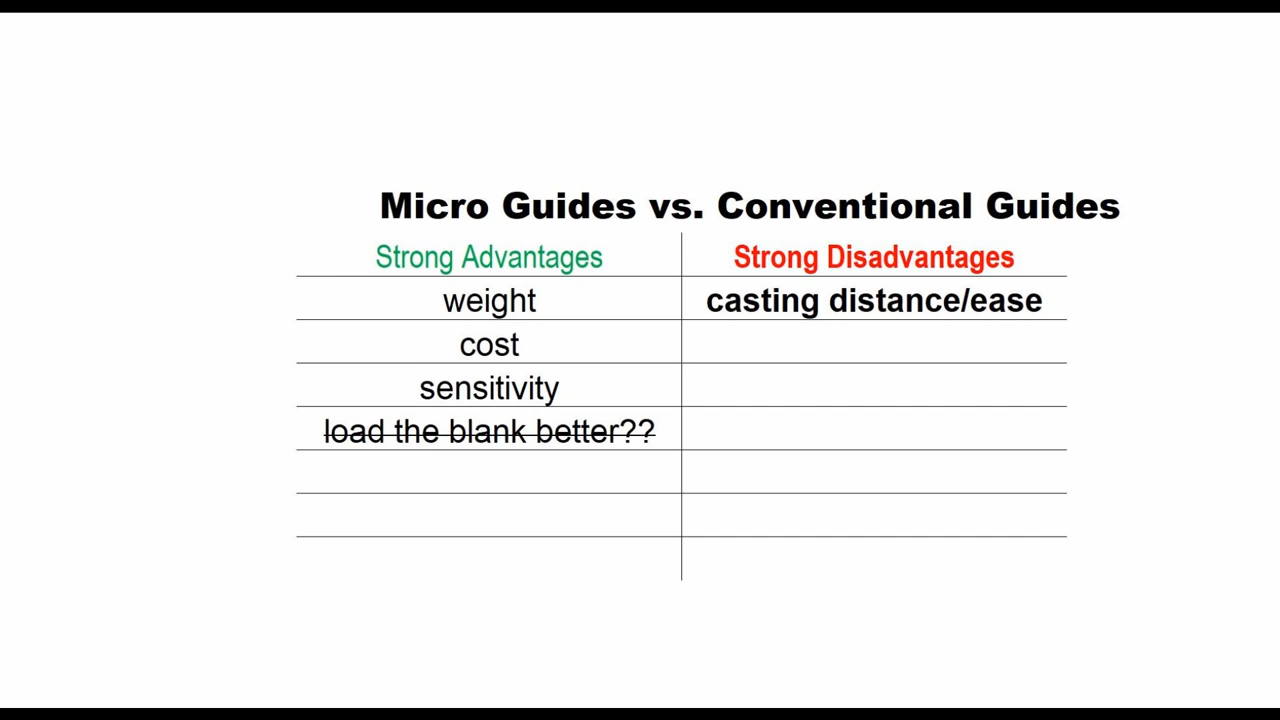 Micro Guides vs. Conventional Guides
Strong Advantages Strong Disadvantages
weight casting distance/ease
cost
sensitivity
load the blank better??